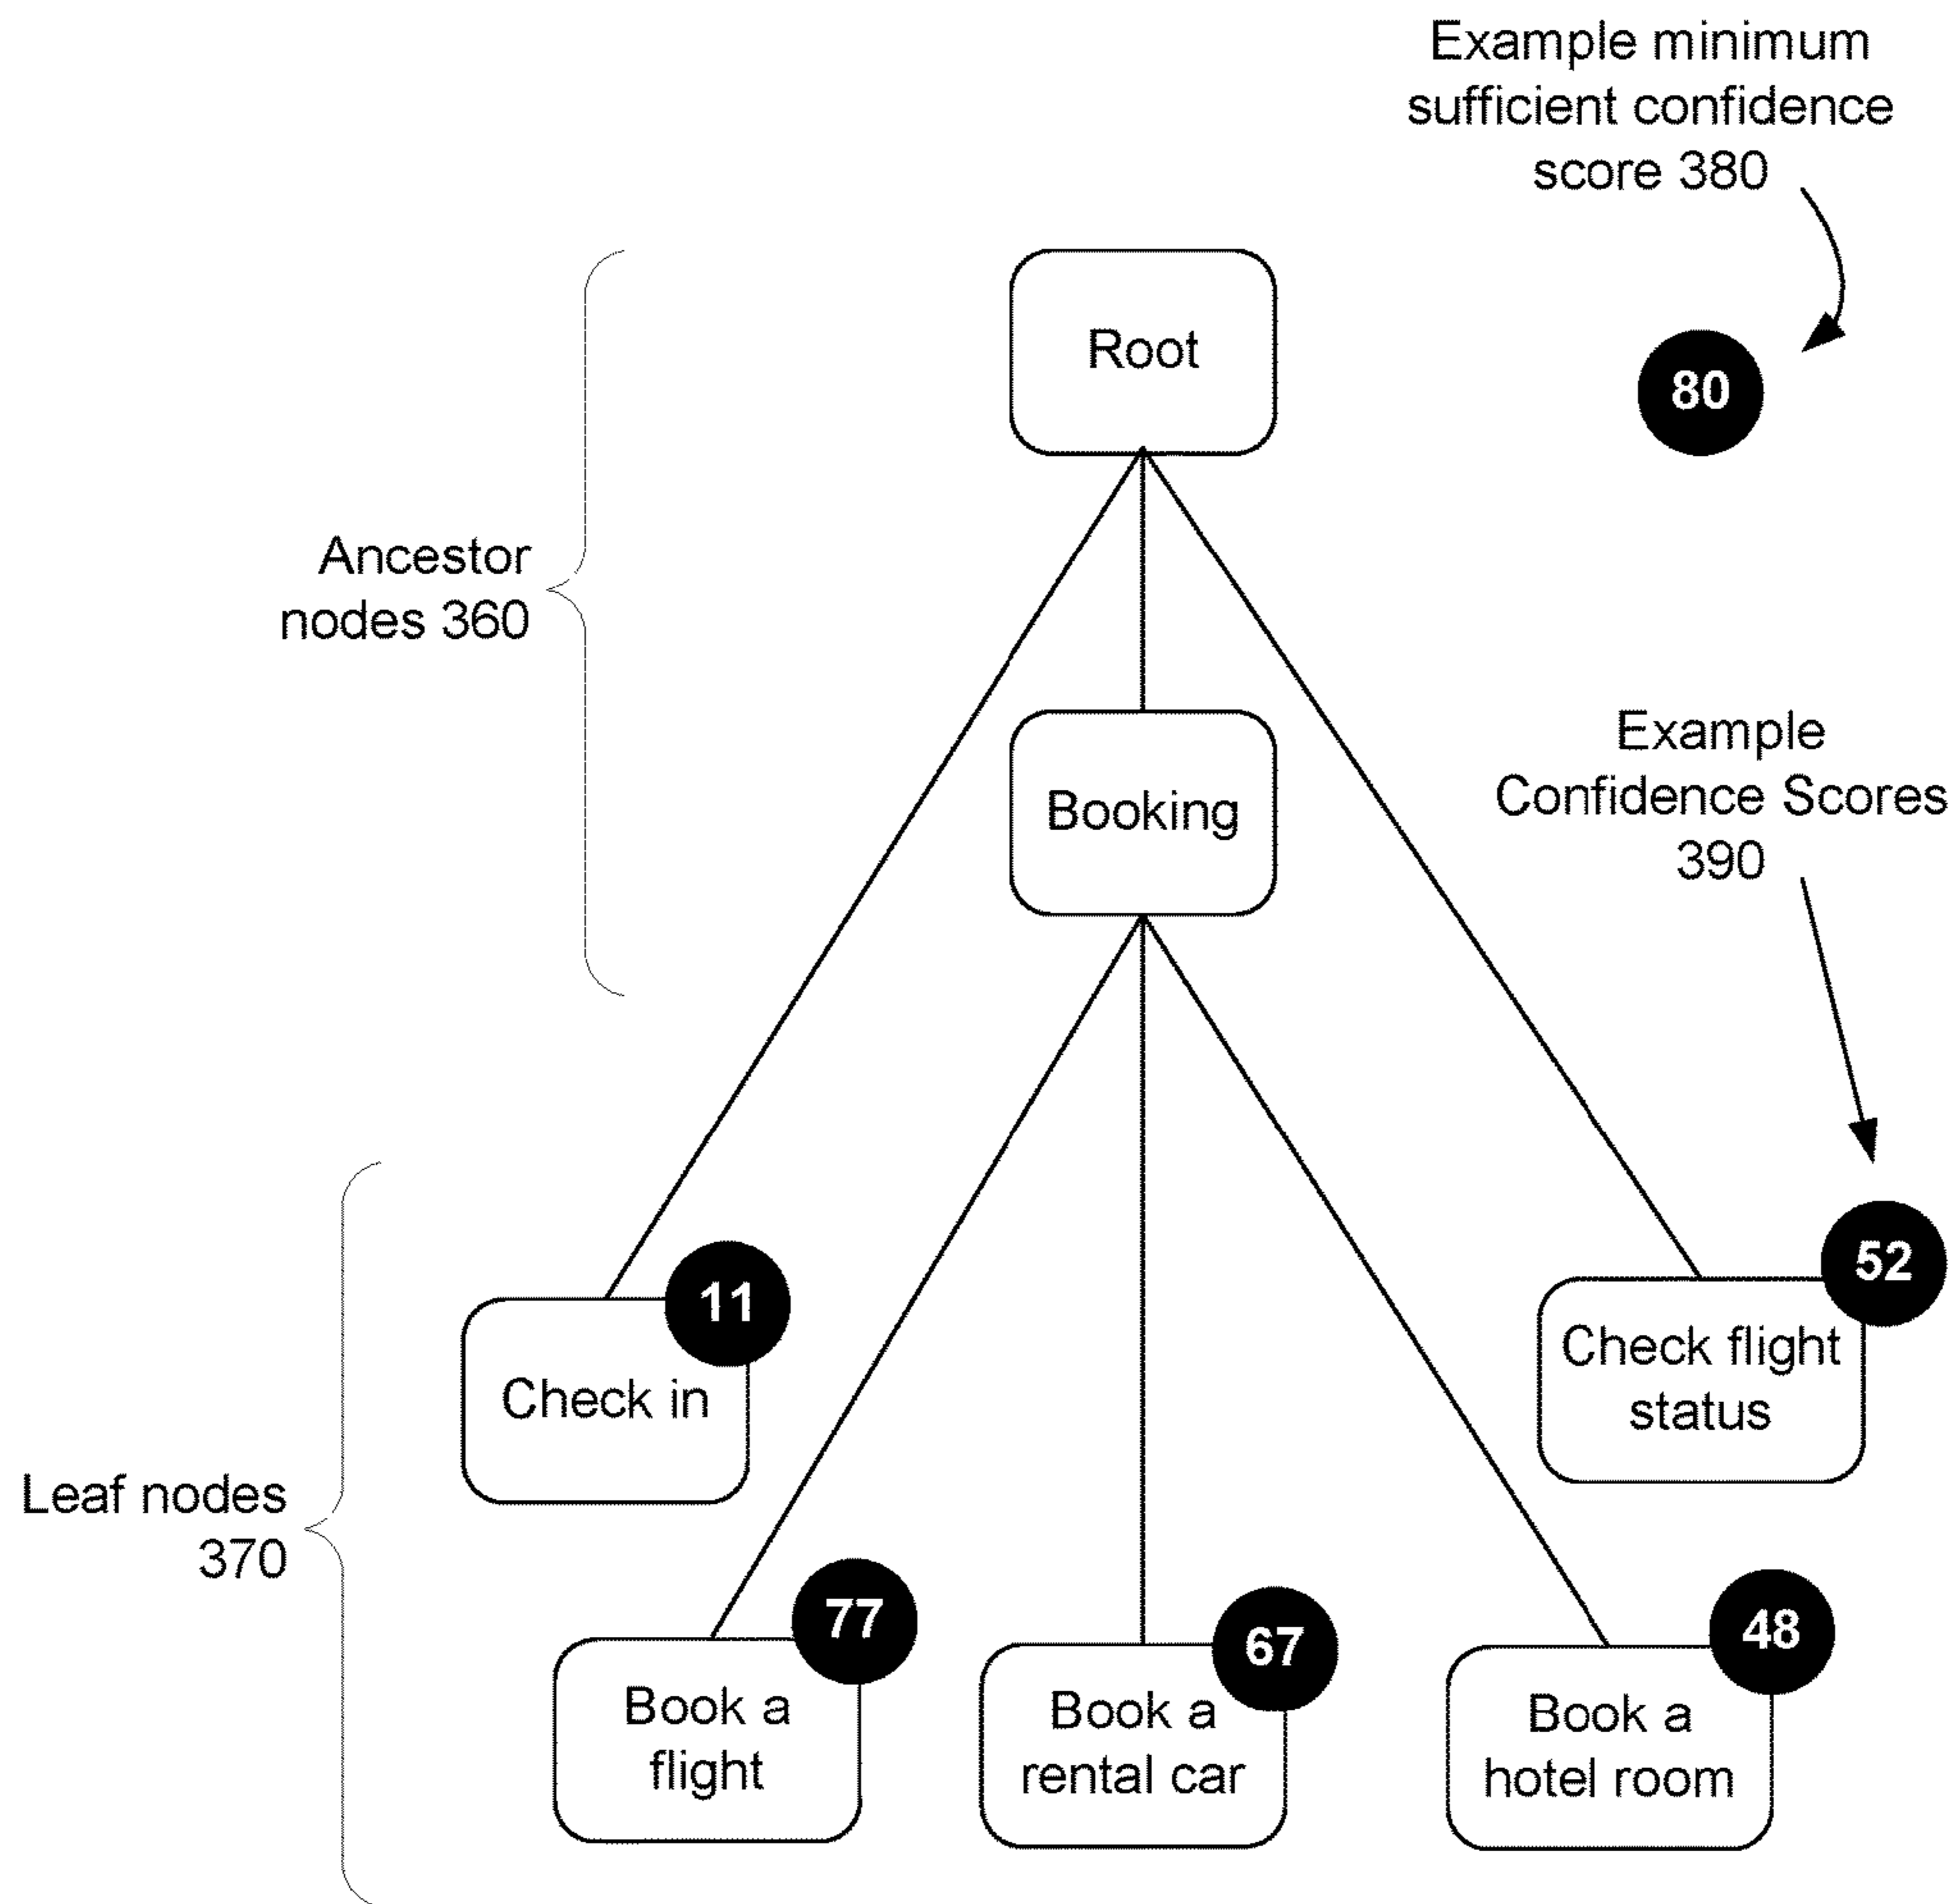 Example minimum
sufficient confidence
score 380
Root
80
Ancestor
nodes 360
Booking
Example
Confidence Scores
390
11
Check in
52
Check flight
status
Leaf nodes
370
77
Book a
flight
67
Book a
rental car
48
Book a
hotel room